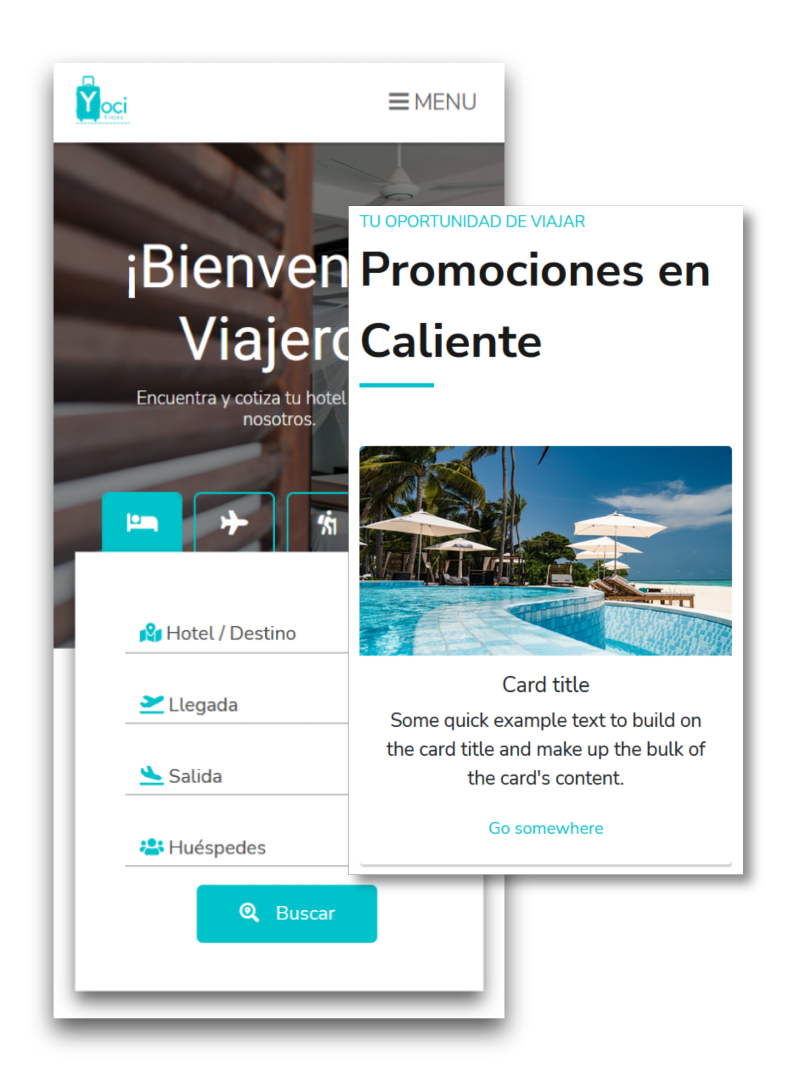 Yoci
Viajes
MENU
¡Bienven
Viajero
Encuentra y cotiza tu hotel
nosotros.
Hotel / Destino
Llegada
Salida
Huéspedes
Buscar
TU OPORTUNIDAD DE VIAJAR
Promociones en
Caliente
Card title
Some quick example text to build on
the card title and make up the bulk of
the card's content.
Go somewhere